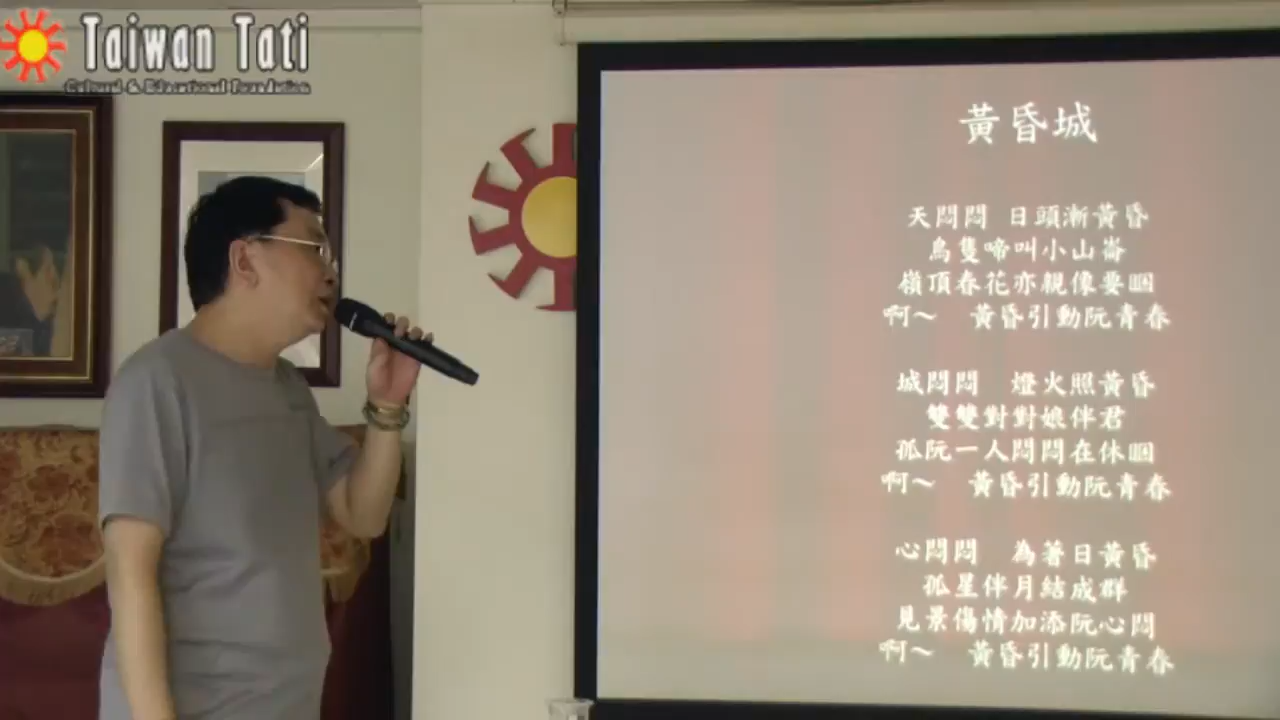 Taiwan Tati
Cultural & Educational Foundation
黃昏城
天悶悶 日頭漸黃昏
鳥隻啼叫小山崙
嶺頂春花亦親像要睏
啊～ 黃昏引動阮青春
城悶悶 燈火照黃昏
雙雙對對娘伴君
孤阮一人悶悶在休睏
啊～ 黃昏引動阮青春
心悶悶 為著日黃昏
孤星伴月結成群
見景傷情加添阮心悶
啊～ 黃昏引動阮青春